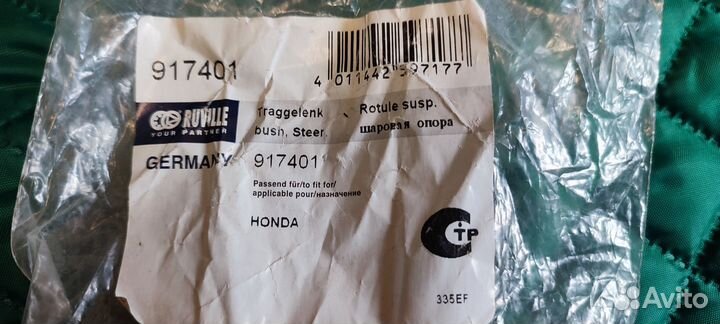 917401
4 011442 597177
RUVILLE
YOUR PARTNER
Traggelenk
Rotule susp.
bush, Steer.
шаровая опора
GERMANY
917401
Passend für/to fit for/
applicable pour/назначение
HONDA
CTP
335EF
Avito